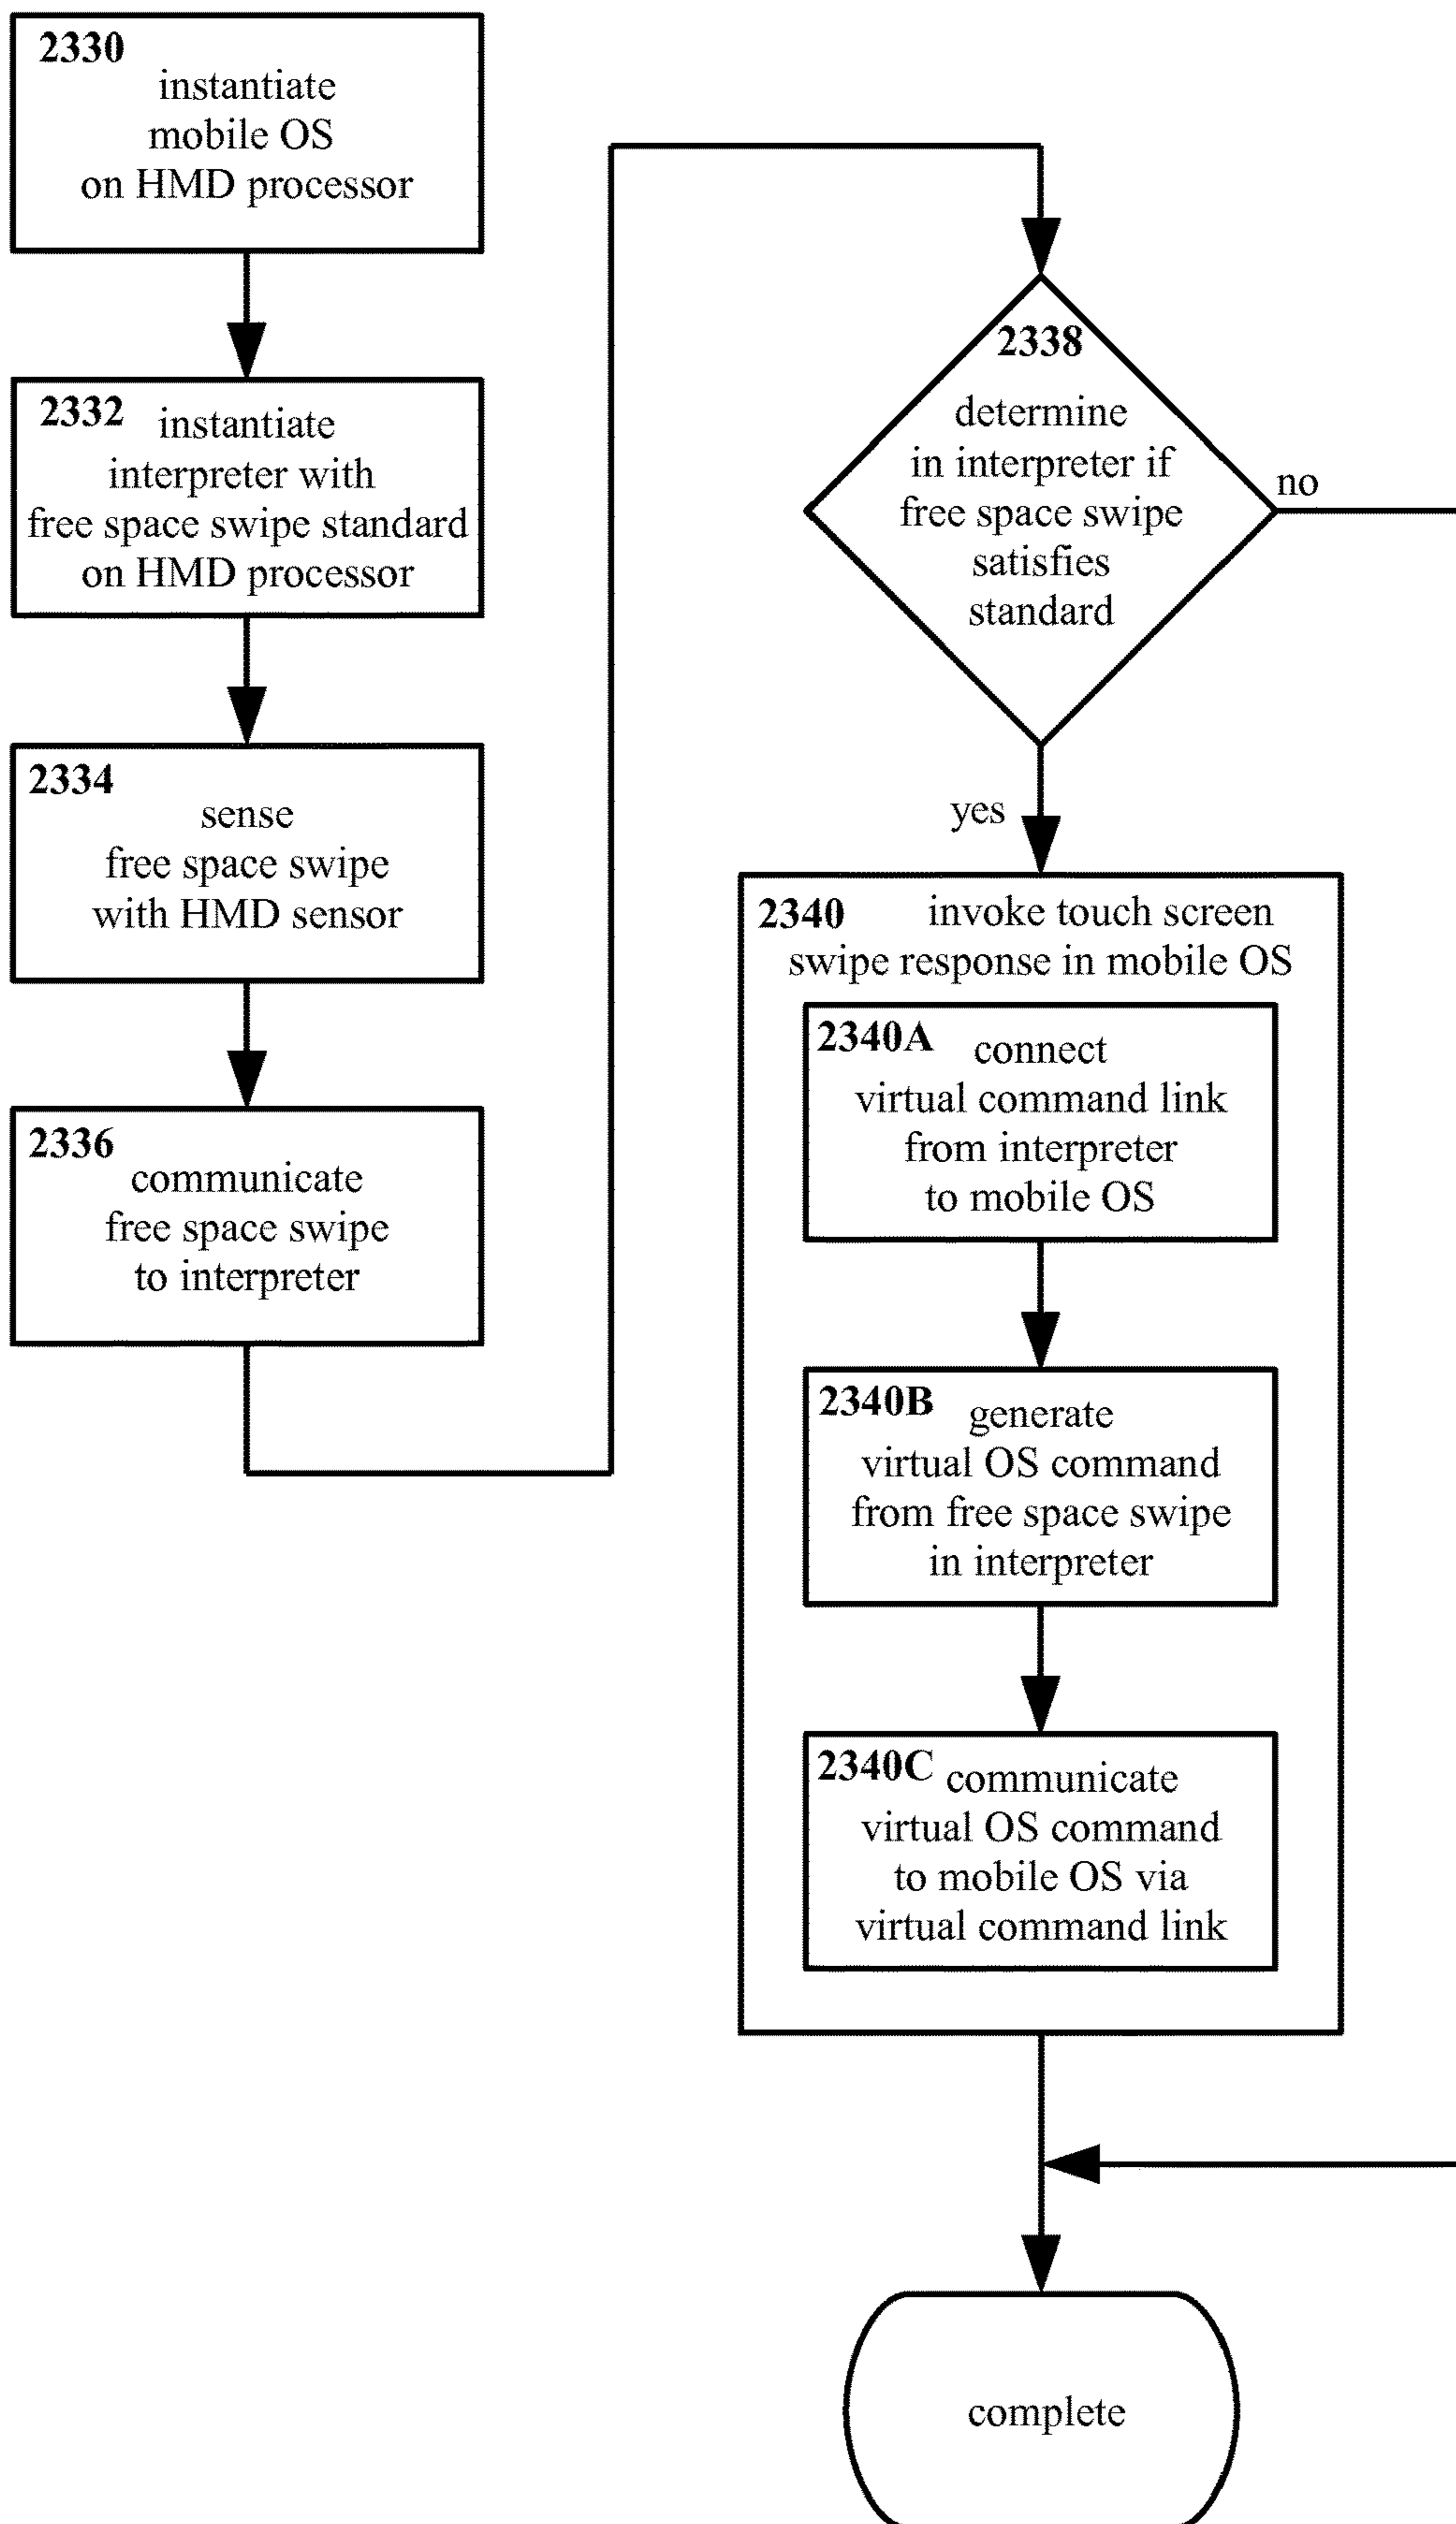 2330
instantiate
mobile OS
on HMD processor
2332 instantiate
interpreter with
free space swipe standard
on HMD processor
2334
sense
free space swipe
with HMD sensor
2336
communicate
free space swipe
to interpreter
2338
determine
in interpreter if
free space swipe
satisfies
standard
no
yes
2340 invoke touch screen
swipe response in mobile OS
2340A connect
virtual command link
from interpreter
to mobile OS
2340B generate
virtual OS command
from free space swipe
in interpreter
2340C communicate
virtual OS command
to mobile OS via
virtual command link
complete